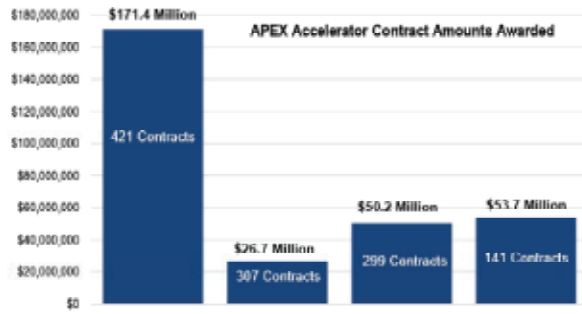 $171.4 Million
APEX Accelerator Contract Amounts Awarded
$180,000,000
$160,000,000
$140,000,000
$120,000,000
$100,000,000
$80,000,000
$60,000,000
$40,000,000
$20,000,000
$0
421 Contracts
$26.7 Million
307 Contracts
$50.2 Million
299 Contracts
$53.7 Million
141 Contracts